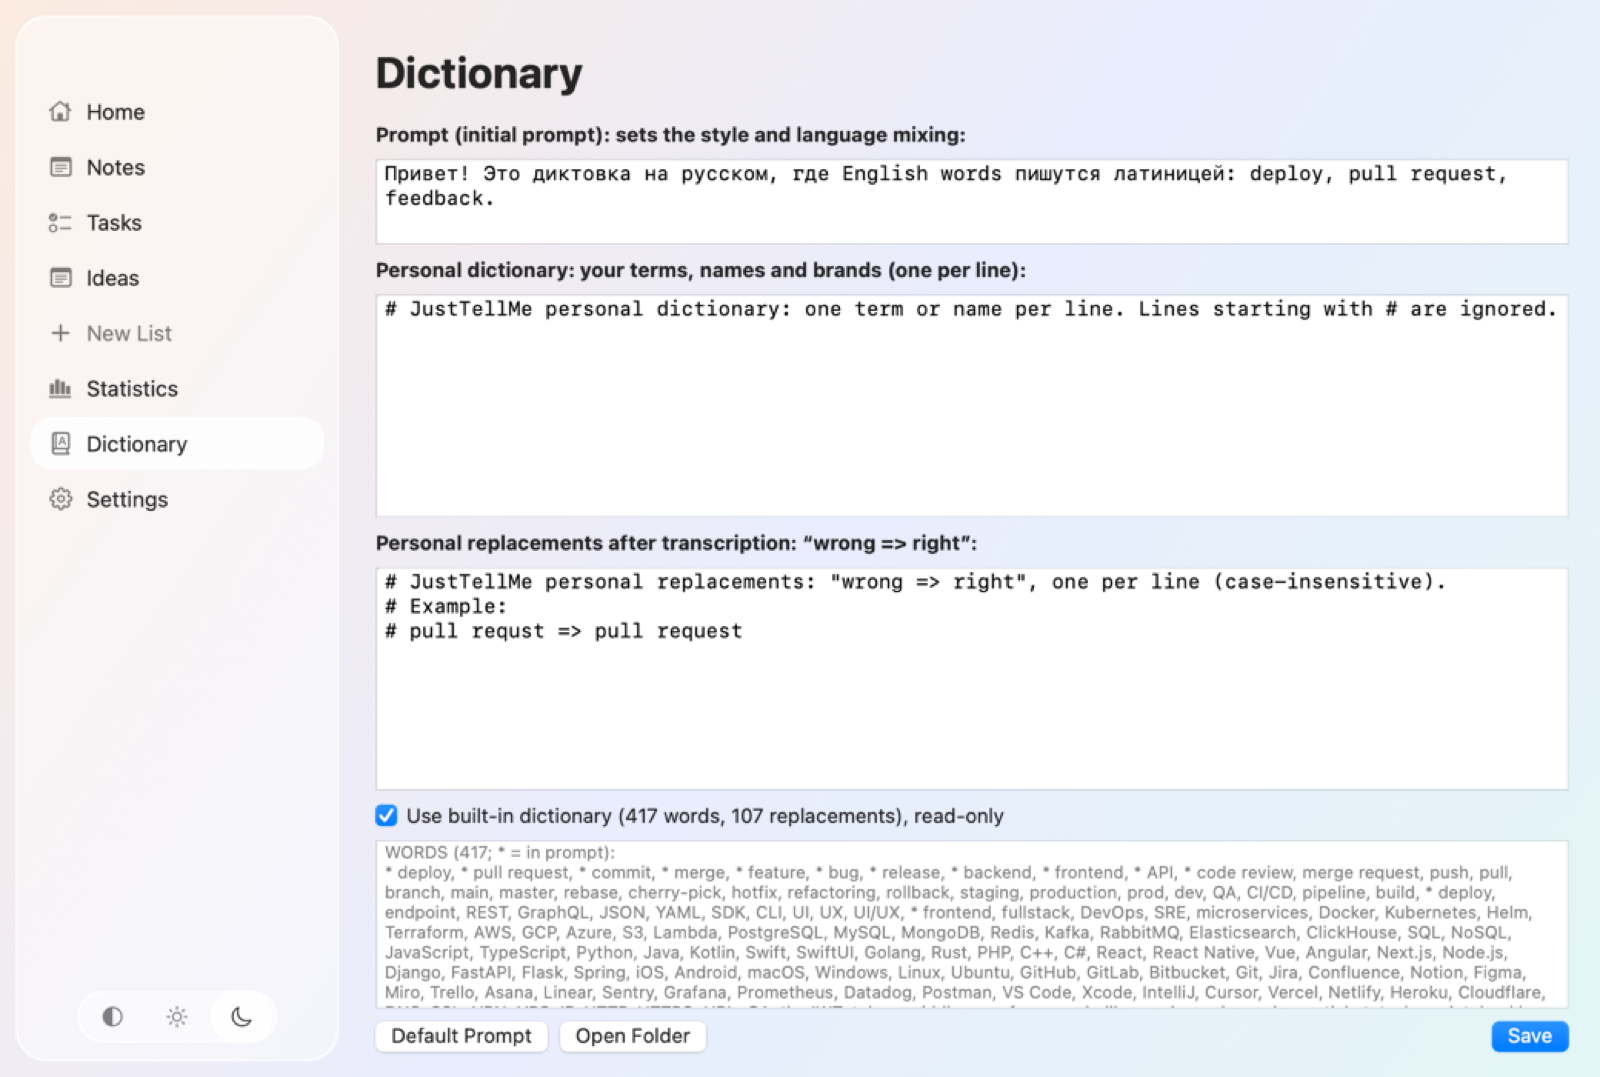 Home
Notes
Tasks
Ideas
New List
Statistics
Dictionary
Settings
Dictionary
Prompt (initial prompt): sets the style and language mixing:
Привет! Это диктовка на русском, где English words пишутся латиницей: deploy, pull request,
feedback.
Personal dictionary: your terms, names and brands (one per line):
# JustTellMe personal dictionary: one term or name per line. Lines starting with # are ignored.
Personal replacements after transcription: “wrong => right”:
# JustTellMe personal replacements: "wrong => right", one per line (case-insensitive).
# Example:
# pull requst => pull request
Use built-in dictionary (417 words, 107 replacements), read-only
WORDS (417; * = in prompt):
* deploy, * pull request, * commit, * merge, * feature, * bug, * release, * backend, * frontend, * API, * code review, merge request, push, pull,
branch, main, master, rebase, cherry-pick, hotfix, refactoring, rollback, staging, production, prod, dev, QA, CI/CD, pipeline, build, * deploy,
endpoint, REST, GraphQL, JSON, YAML, SDK, CLI, UI, UX, UI/UX, * frontend, fullstack, DevOps, SRE, microservices, Docker, Kubernetes, Helm,
Terraform, AWS, GCP, Azure, S3, Lambda, PostgreSQL, MySQL, MongoDB, Redis, Kafka, RabbitMQ, Elasticsearch, ClickHouse, SQL, NoSQL,
JavaScript, TypeScript, Python, Java, Kotlin, Swift, SwiftUI, Golang, Rust, PHP, C++, C#, React, React Native, Vue, Angular, Next.js, Node.js,
Django, FastAPI, Flask, Spring, iOS, Android, macOS, Windows, Linux, Ubuntu, GitHub, GitLab, Bitbucket, Git, Jira, Confluence, Notion, Figma,
Miro, Trello, Asana, Linear, Sentry, Grafana, Prometheus, Datadog, Postman, VS Code, Xcode, IntelliJ, Cursor, Vercel, Netlify, Heroku, Cloudflare,
Default Prompt
Open Folder
Save